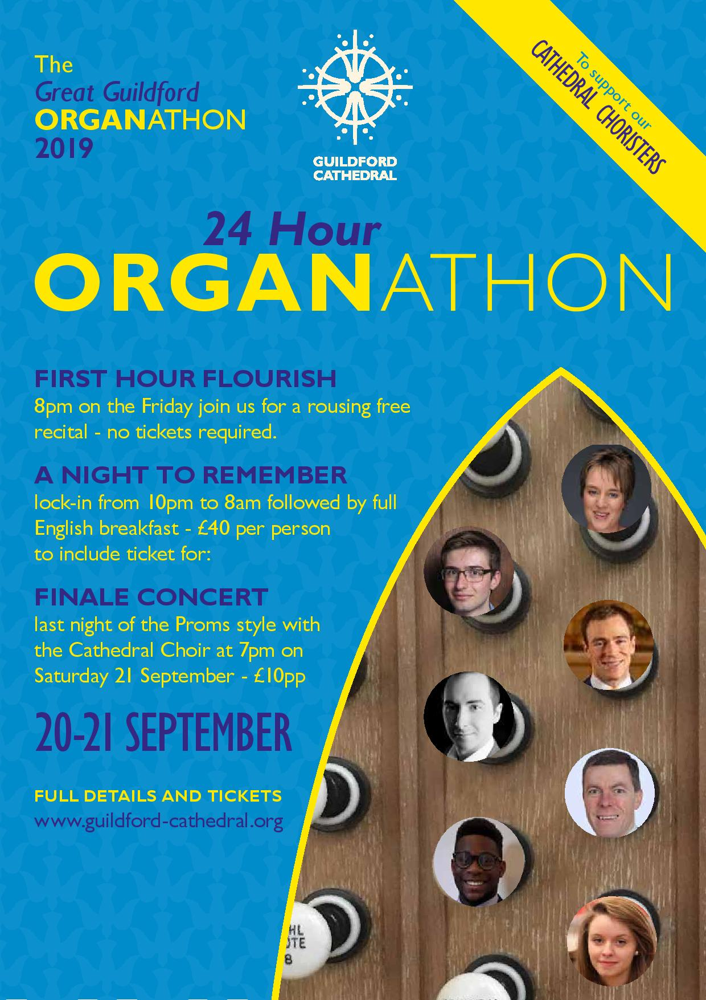 The
Great Guildford
ORGANATHON
2019
GUILDFORD
CATHEDRAL
To support our
CATHEDRAL CHORISTERS
24 Hour
ORGANATHON
FIRST HOUR FLOURISH
8pm on the Friday join us for a rousing free
recital - no tickets required.
A NIGHT TO REMEMBER
lock-in from 10pm to 8am followed by full
English breakfast - £40 per person
to include ticket for:
FINALE CONCERT
last night of the Proms style with
the Cathedral Choir at 7pm on
Saturday 21 September - £10pp
20-21 SEPTEMBER
FULL DETAILS AND TICKETS
www.guildford-cathedral.org
8